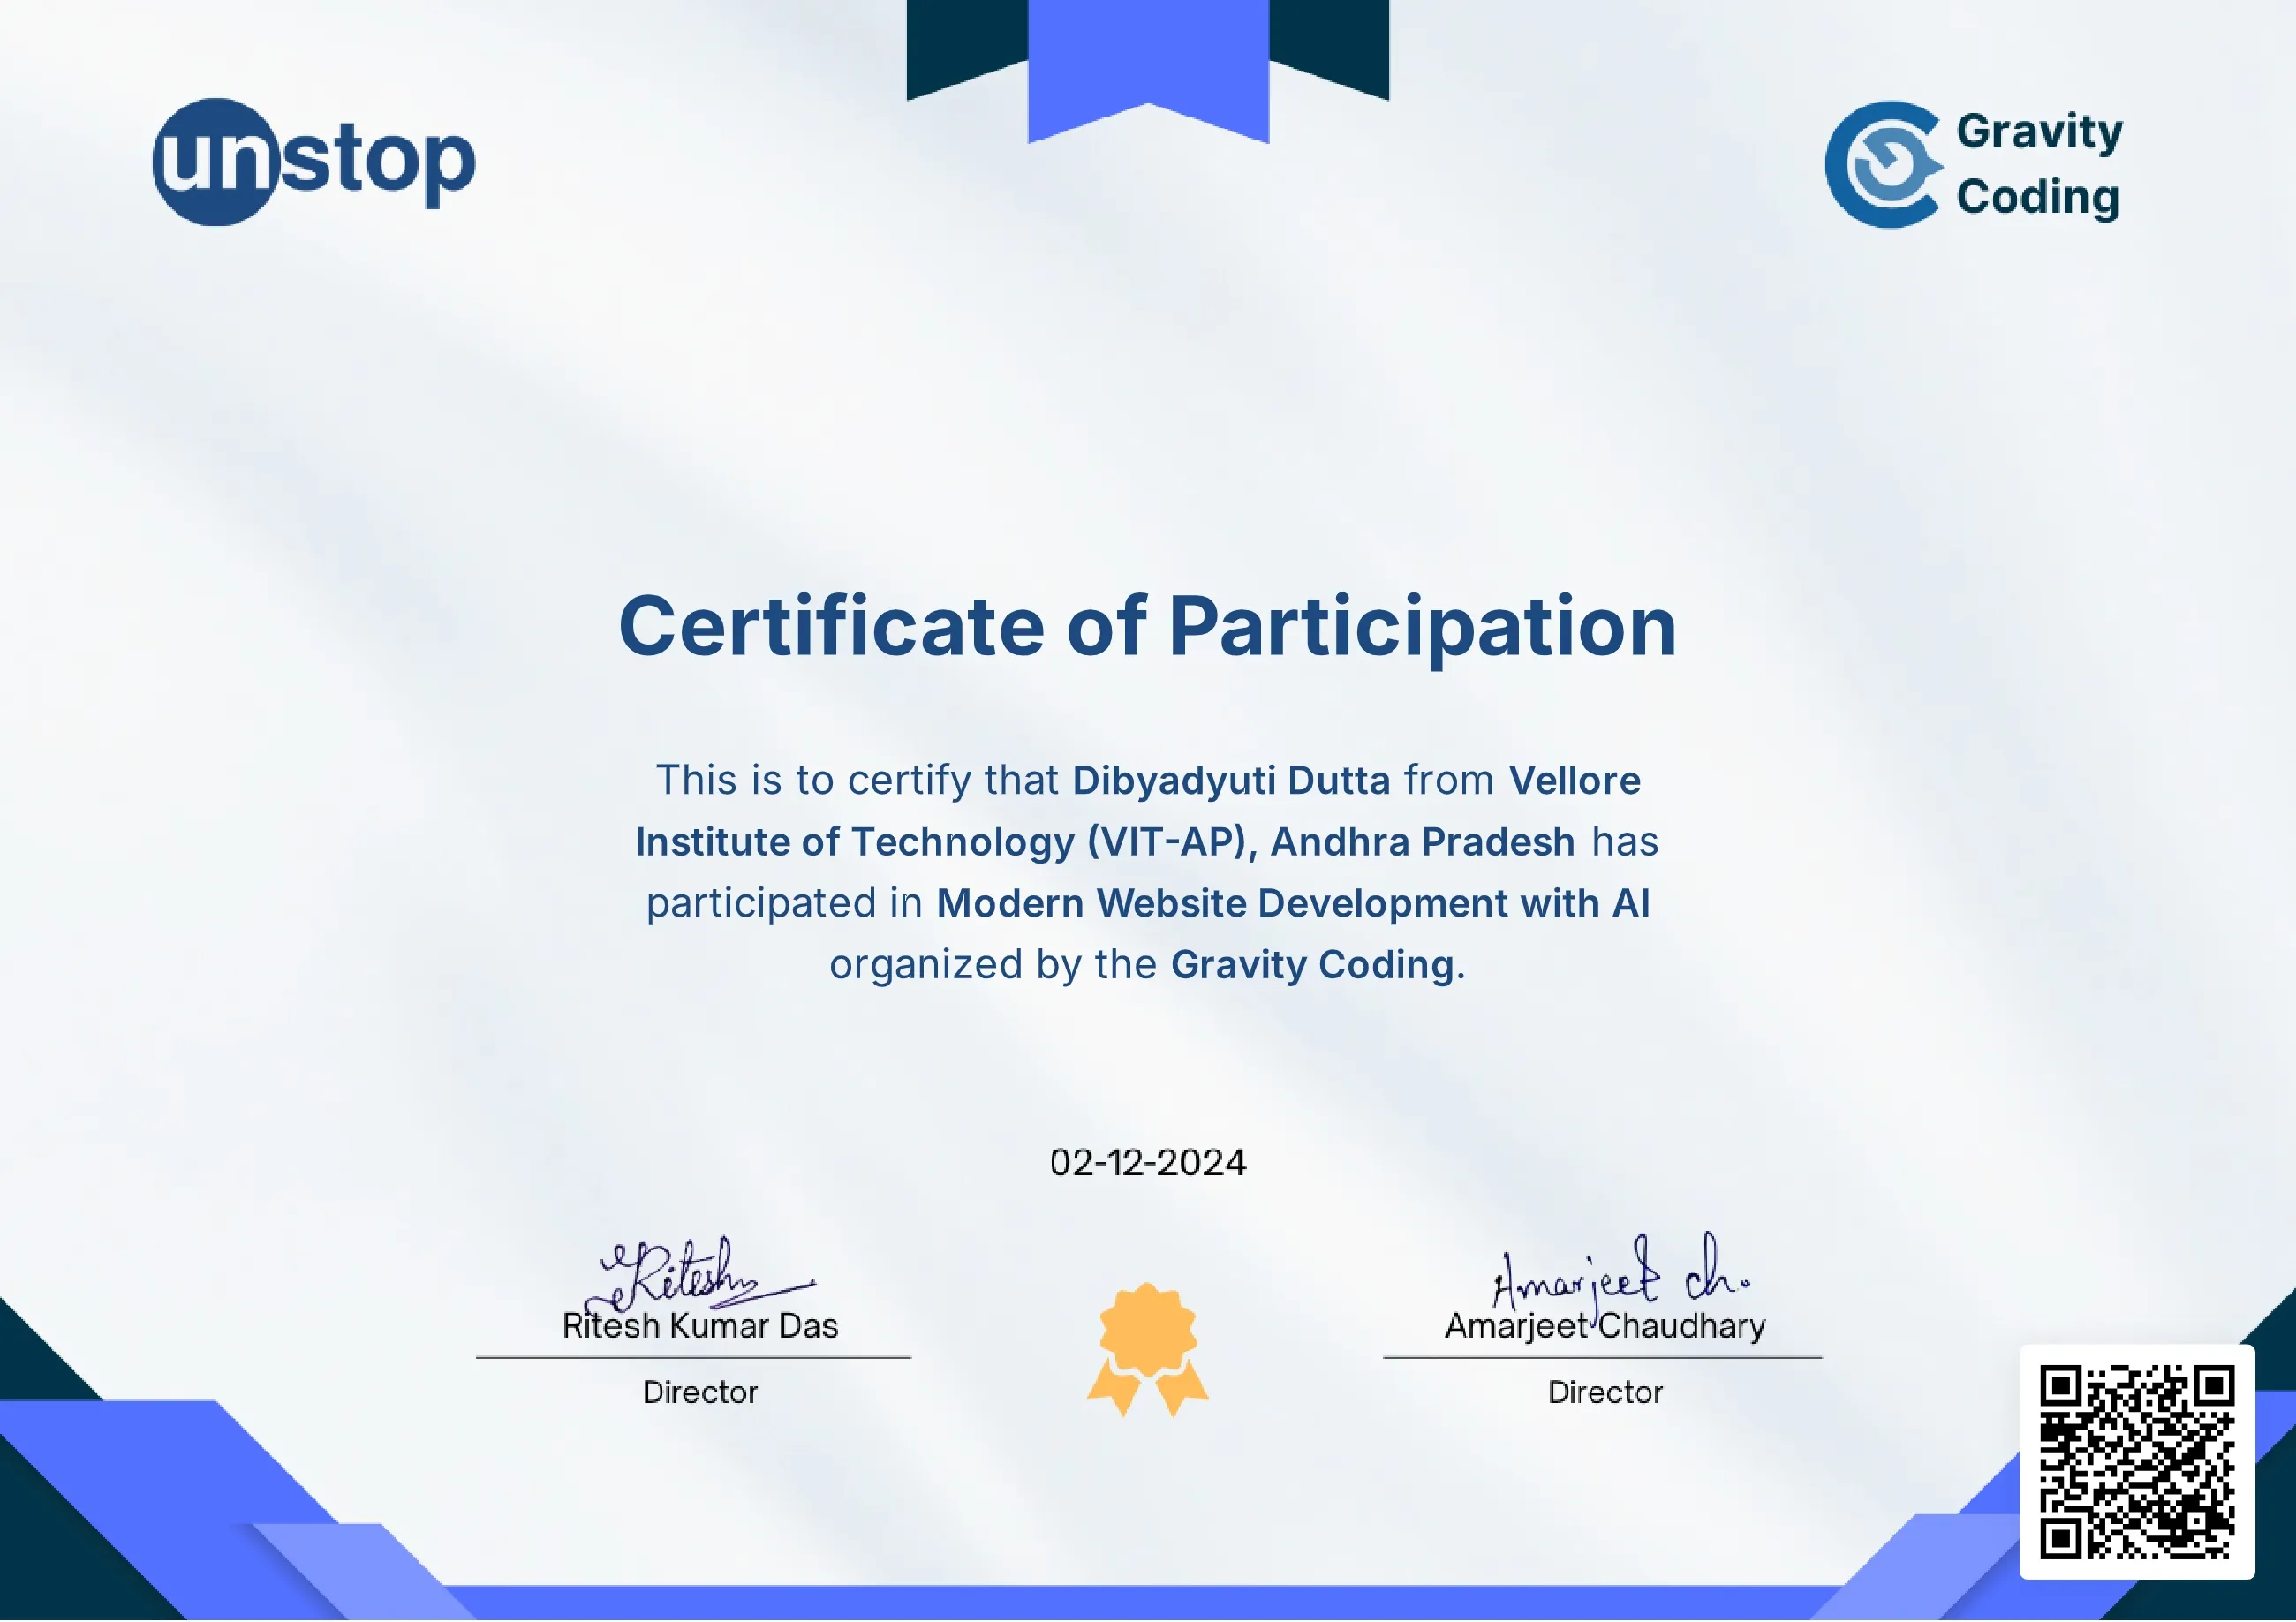 unstop
Gravity
Coding
Certificate of Participation
This is to certify that Dibyadyuti Dutta from Vellore
Institute of Technology (VIT-AP), Andhra Pradesh has
participated in Modern Website Development with AI
organized by the Gravity Coding.
02-12-2024
Ritesh
Ritesh Kumar Das
Director
Amarjeet Ch.
Amarjeet Chaudhary
Director